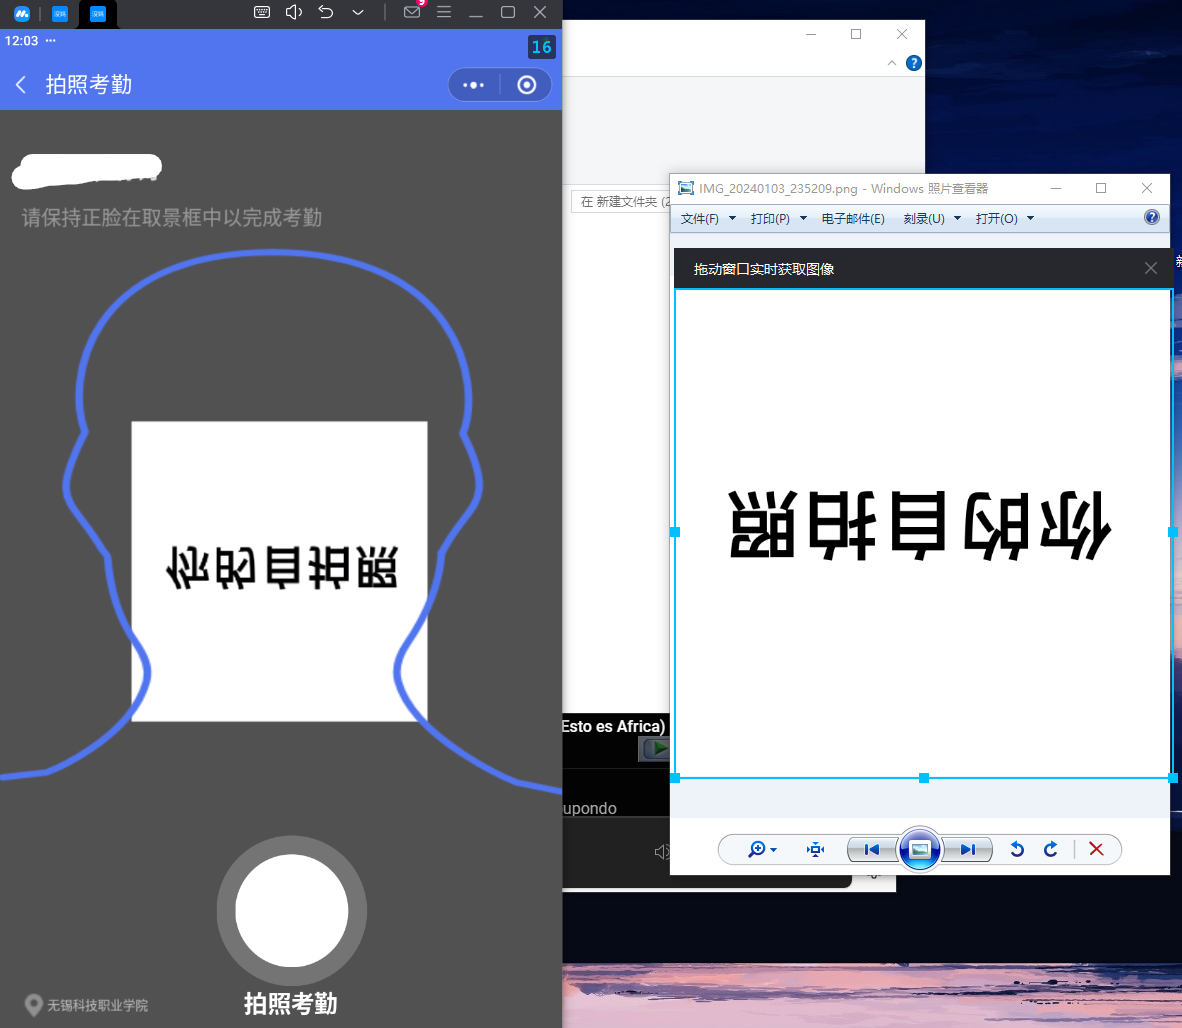 12:03 ...
16
拍照考勤
请保持正脸在取景框中以完成考勤
你的自拍照
拍照考勤
无锡科技职业学院
9
在 新建文件夹 (2
IMG_20240103_235209.png - Windows 照片查看器
文件(F) 打印(P) 电子邮件(E) 刻录(U) 打开(O)
拖动窗口实时获取图像
你的自拍照
Esto es Africa)
upondo